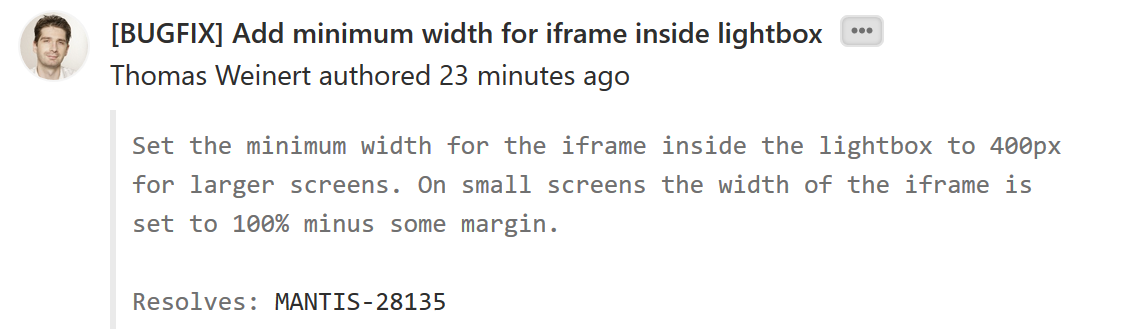 [BUGFIX] Add minimum width for iframe inside lightbox
Thomas Weinert authored 23 minutes ago
Set the minimum width for the iframe inside the lightbox to 400px
for larger screens. On small screens the width of the iframe is
set to 100% minus some margin.
Resolves: MANTIS-28135